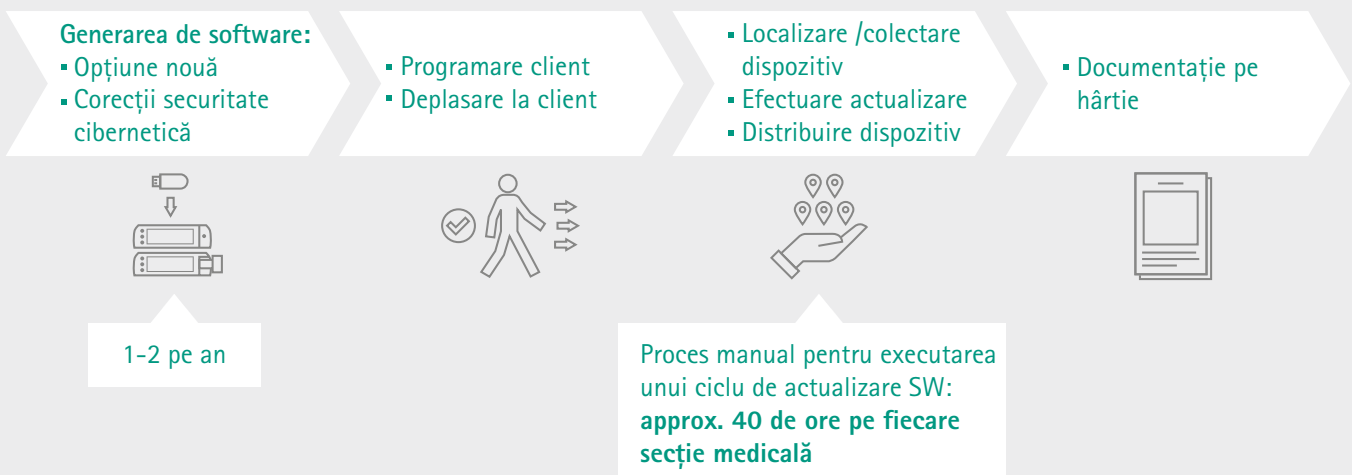 Generarea de software:
▪ Opțiune nouă
▪ Corecții securitate
cibernetică
▪ Programare client
▪ Deplasare la client
▪ Localizare /colectare
dispozitiv
▪ Efectuare actualizare
▪ Distribuire dispozitiv
▪ Documentație pe
hârtie
1-2 pe an
Proces manual pentru executarea
unui ciclu de actualizare SW:
approx. 40 de ore pe fiecare
secție medicală